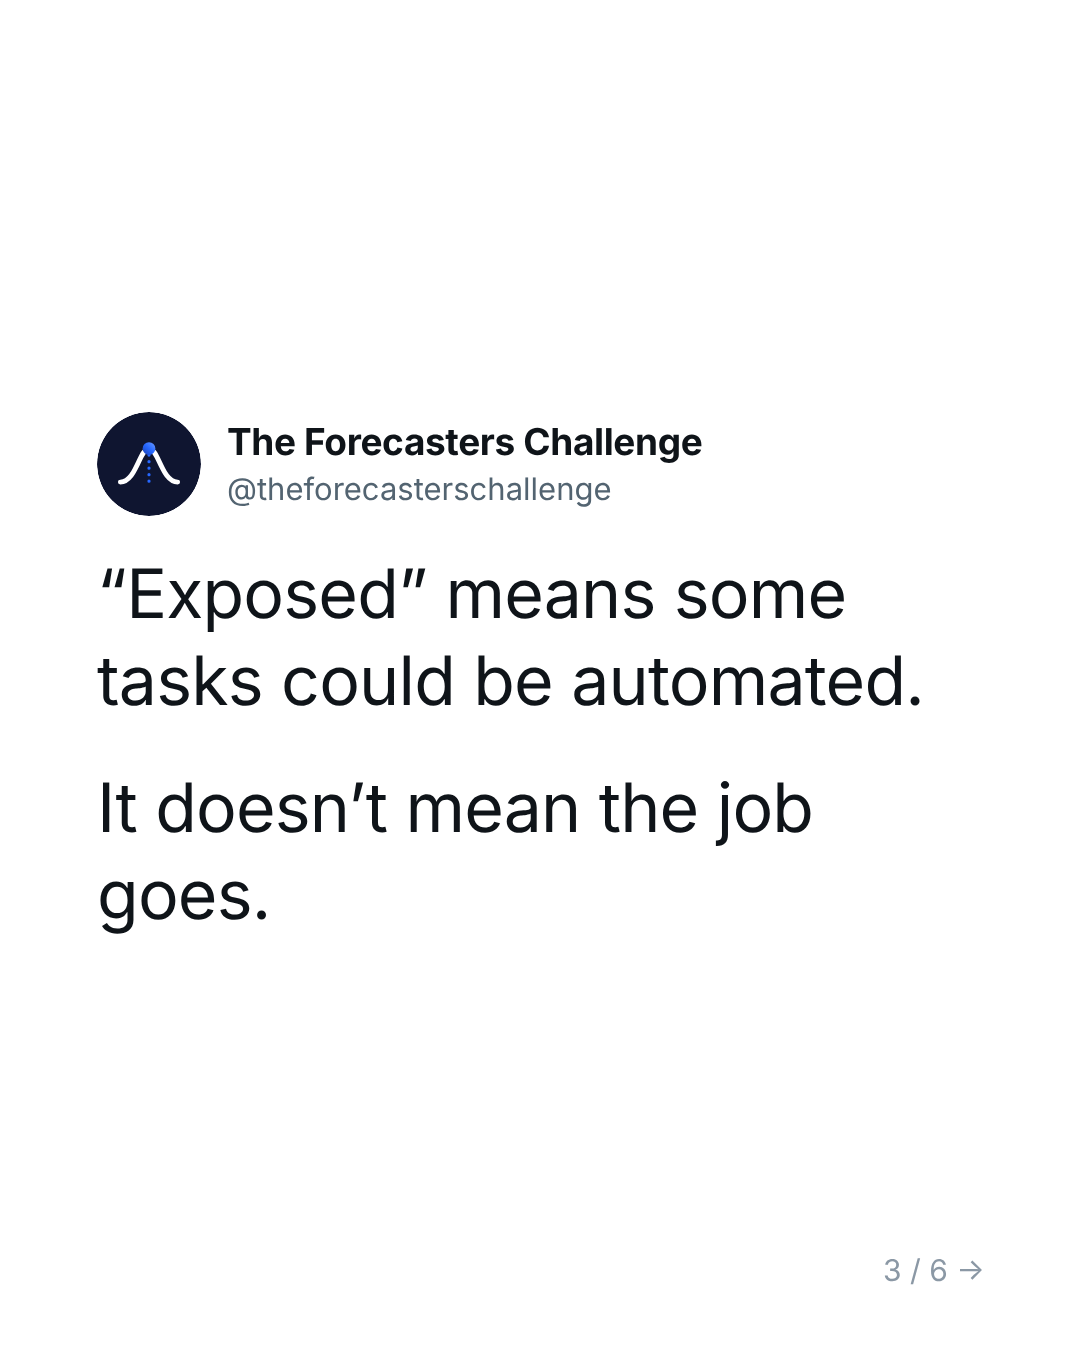 The Forecasters Challenge
@theforecasterschallenge
“Exposed” means some
tasks could be automated.
It doesn’t mean the job
goes.
3 / 6 →